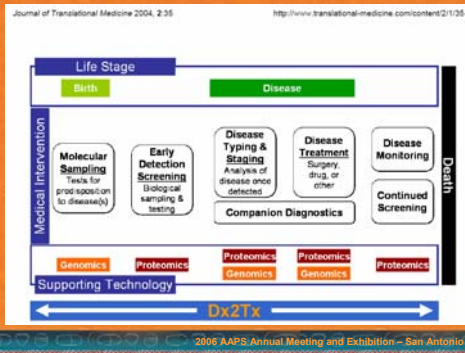 Journal of Translational Medicine 2004, 2:35
http://www.translational-medicine.com/content/2/1/35
Life Stage
Birth
Disease
Medical Intervention
Molecular
Sampling
Tests for
predisposition
to disease(s)
Early
Detection
Screening
Biological
sampling &
testing
Disease
Typing &
Staging
Analysis of
disease once
detected
Disease
Treatment
Surgery,
drug, or
other
Companion Diagnostics
Disease
Monitoring
Continued
Screening
Death
Genomics
Proteomics
Proteomics
Genomics
Proteomics
Genomics
Proteomics
Supporting Technology
Dx2Tx
2006 AAPS Annual Meeting and Exhibition – San Antonio